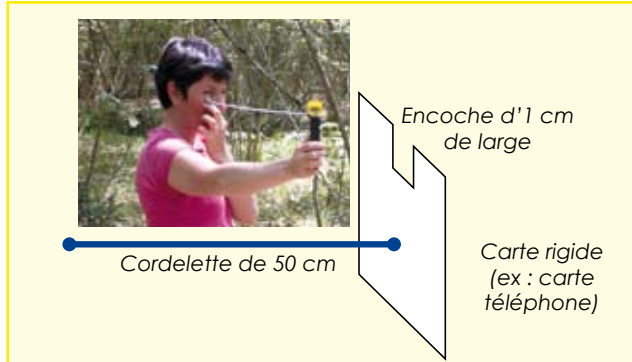 Encoche d'1 cm
de large
Cordelette de 50 cm
Carte rigide
(ex : carte
téléphone)